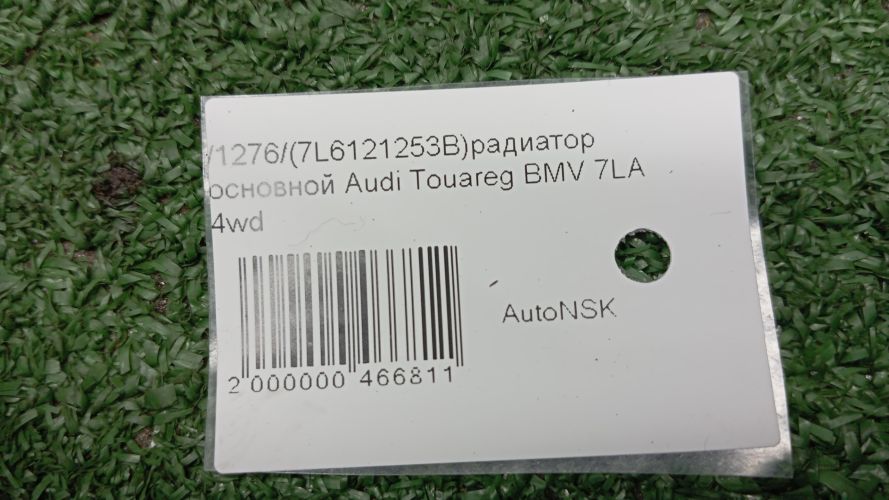 /1276/(7L6121253B)радиатор
основной Audi Touareg BMV 7LA
4wd
AutoNSK
2 000000 466811